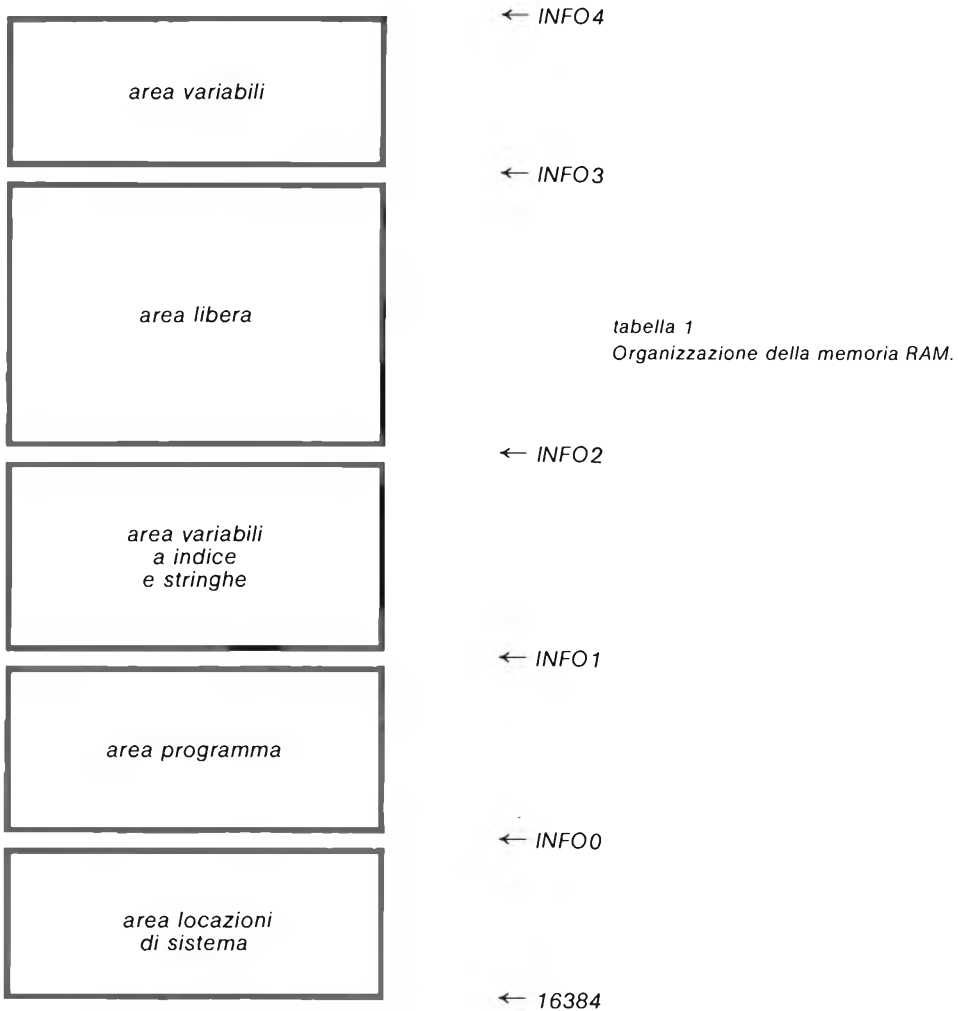 ← INFO4
area variabili
← INFO3
area libera
tabella 1
Organizzazione della memoria RAM.
← INFO2
area variabili
a indice
e stringhe
← INFO1
area programma
← INFO0
area locazioni
di sistema
← 16384